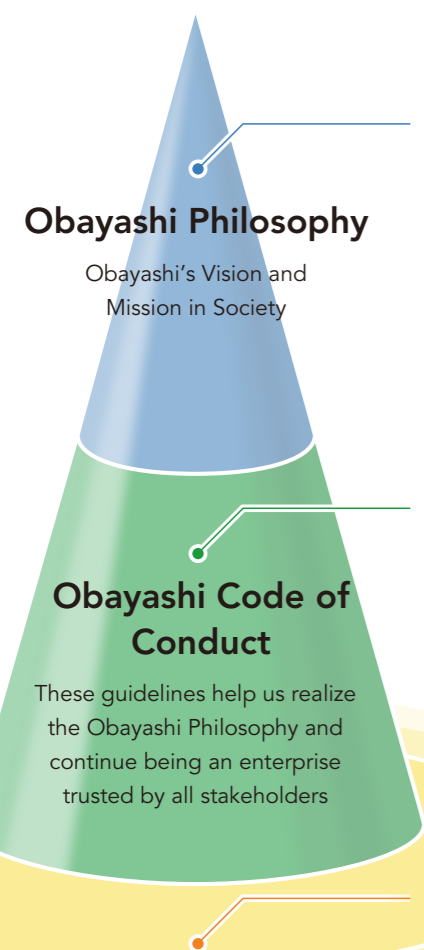 Obayashi Philosophy
Obayashi’s Vision and
Mission in Society
Obayashi Code of
Conduct
These guidelines help us realize
the Obayashi Philosophy and
continue being an enterprise
trusted by all stakeholders